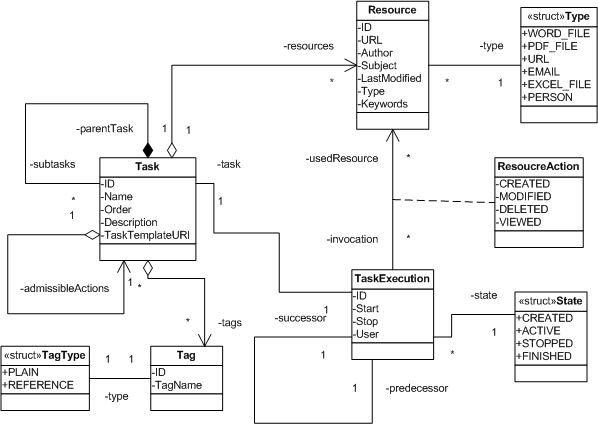 Resource
-ID
-URL
-Author
-Subject
-LastModified
-Type
-Keywords
«struct»Type
+WORD_FILE
+PDF_FILE
+URL
+EMAIL
+EXCEL_FILE
+PERSON
-resources
*
-type
*
1
-parentTask
1
1
-subtasks
*
Task
-ID
-Name
-Order
-Description
-TaskTemplateURI
-task
1
-usedResource
*
ResoucreAction
-CREATED
-MODIFIED
-DELETED
-VIEWED
1
-admissibleActions
1
*
-invocation
*
TaskExecution
-ID
-Start
-Stop
-User
1
-state
*
1
«struct»State
+CREATED
+ACTIVE
+STOPPED
+FINISHED
-successor
1
1
-predecessor
*
-tags
«struct»TagType
+PLAIN
+REFERENCE
1
1
-type
Tag
-ID
-TagName